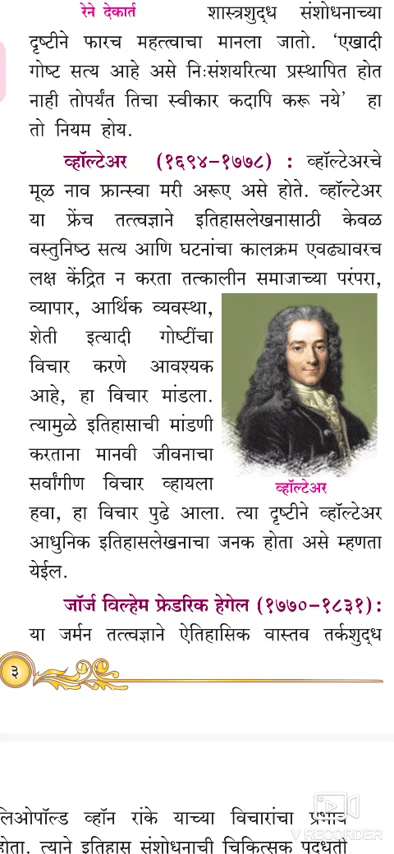 रेने देकार्त
शास्त्रशुद्ध संशोधनाच्या
दृष्टीने फारच महत्त्वाचा मानला जातो. ‘एखादी
गोष्ट सत्य आहे असे निःसंशयरित्या प्रस्थापित होत
नाही तोपर्यंत तिचा स्वीकार कदापि करू नये’ हा
तो नियम होय.
व्हॉल्टेअर (१६९४-१७७८) : व्हॉल्टेअरचे
मूळ नाव फ्रान्स्वा मरी अरूए असे होते. व्हॉल्टेअर
या फ्रेंच तत्त्वज्ञाने इतिहासलेखनासाठी केवळ
वस्तुनिष्ठ सत्य आणि घटनांचा कालक्रम एवढ्यावरच
लक्ष केंद्रित न करता तत्कालीन समाजाच्या परंपरा,
व्यापार, आर्थिक व्यवस्था,
शेती इत्यादी गोष्टींचा
विचार करणे आवश्यक
आहे, हा विचार मांडला.
त्यामुळे इतिहासाची मांडणी
करताना मानवी जीवनाचा
सर्वांगीण विचार व्हायला
व्हॉल्टेअर
हवा, हा विचार पुढे आला. त्या दृष्टीने व्हॉल्टेअर
आधुनिक इतिहासलेखनाचा जनक होता असे म्हणता
येईल.
जॉर्ज विल्हेम फ्रेडरिक हेगेल (१७७०-१८३१) :
या जर्मन तत्त्वज्ञाने ऐतिहासिक वास्तव तर्कशुद्ध
३
लिओपॉल्ड व्हॉन रांके याच्या विचारांचा प्रभाव
होता. त्याने इतिहास संशोधनाची चिकित्सक पद्धती
V RECORDER